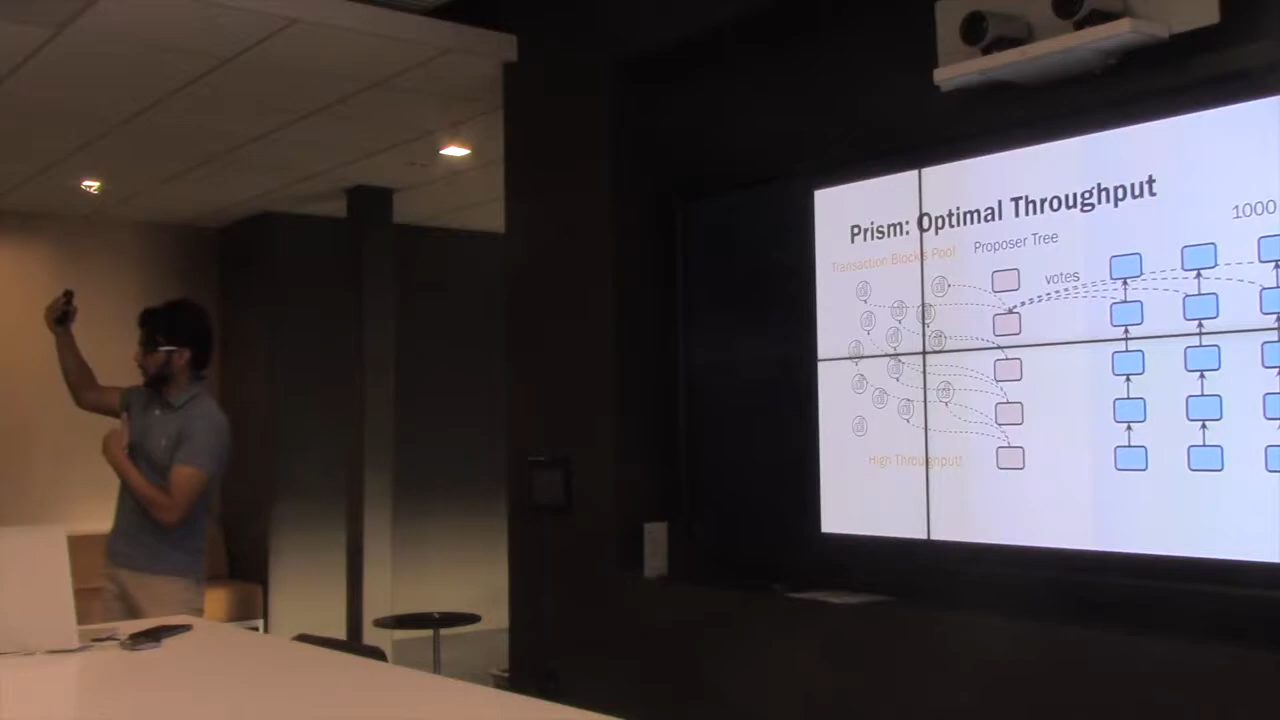 Prism: Optimal Throughput
1000
Transaction Blocks Pool
Proposer Tree
votes
High Throughput!